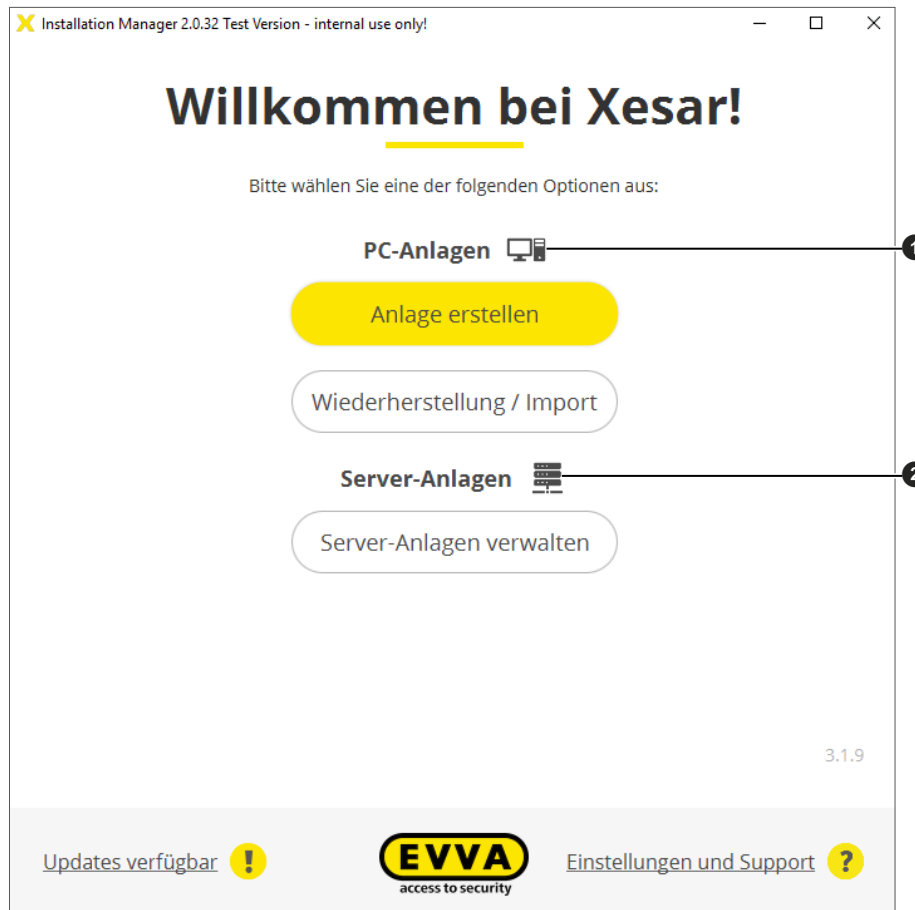 Installation Manager 2.0.32 Test Version - internal use only!
Willkommen bei Xesar!
Bitte wählen Sie eine der folgenden Optionen aus:
PC-Anlagen
1
Anlage erstellen
Wiederherstellung / Import
Server-Anlagen
2
Server-Anlagen verwalten
3.1.9
Updates verfügbar !
EVVA
access to security
Einstellungen und Support ?